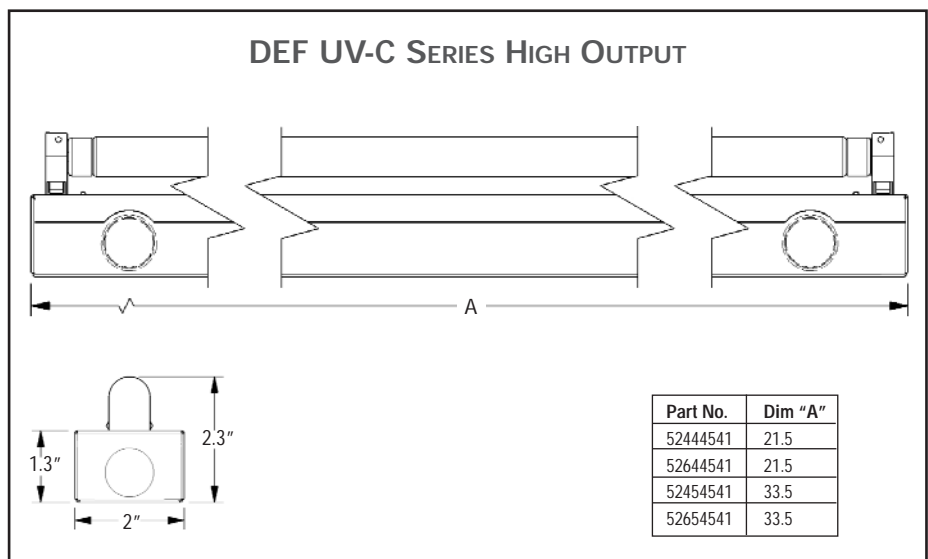 DEF UV-C SERIES HIGH OUTPUT
A
2.3"
1.3"
2"
Part No. Dim "A"
52444541 21.5
52644541 21.5
52454541 33.5
52654541 33.5